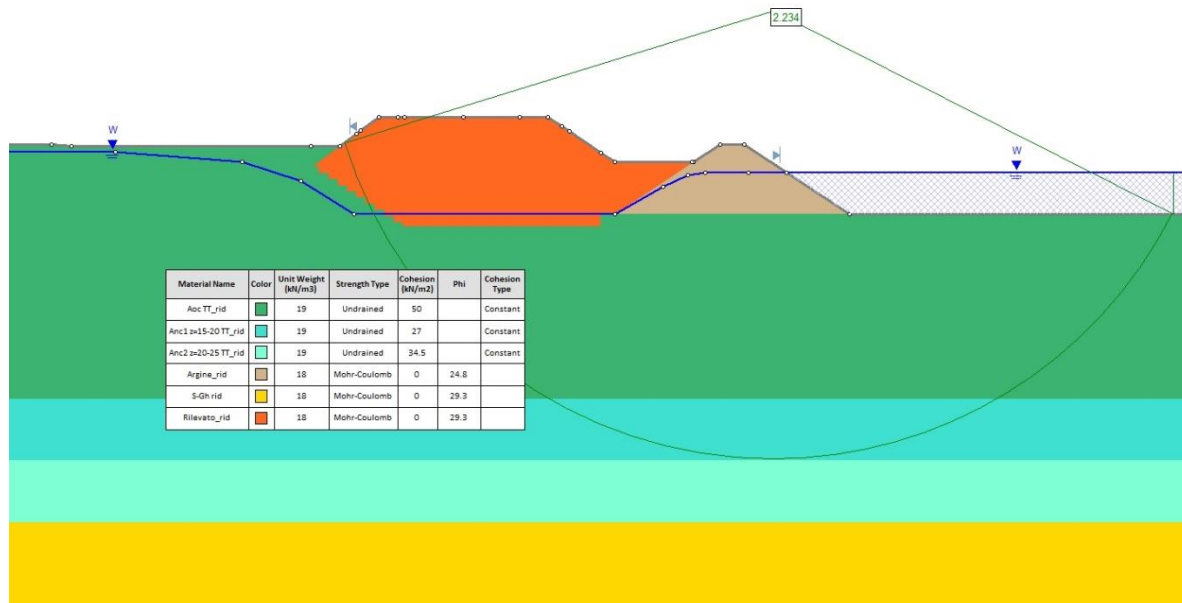 2.234
W
W
Material Name Color Unit Weight (kN/m3) Strength Type Cohesion (kN/m2) Phi Cohesion Type
Aoc TT_rid 19 Undrained 50 Constant
Anc1 z=15-20 TT_rid 19 Undrained 27 Constant
Anc2 z=20-25 TT_rid 19 Undrained 34.5 Constant
Argine_rid 18 Mohr-Coulomb 0 24.8
S-Gh rid 18 Mohr-Coulomb 0 29.3
Rilevato_rid 18 Mohr-Coulomb 0 29.3